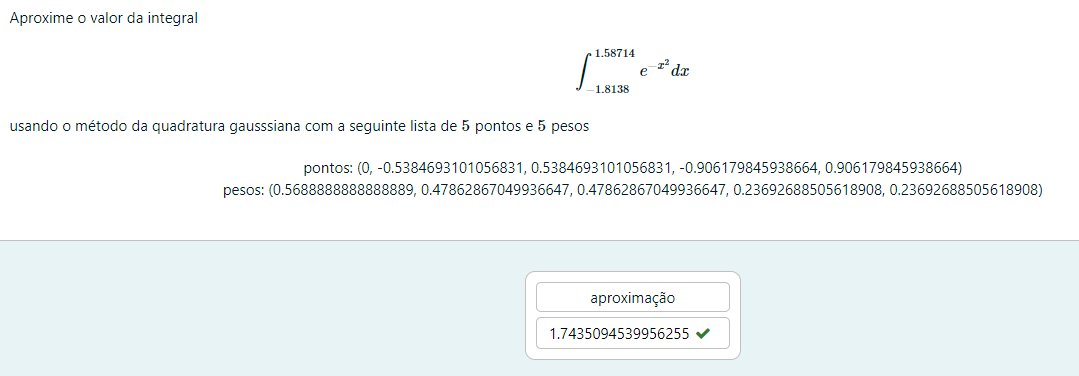 Aproxime o valor da integral
∫_{-1.8138}^{1.58714} e^{-x^2} dx
usando o método da quadratura gausssiana com a seguinte lista de 5 pontos e 5 pesos
pontos: (0, -0.5384693101056831, 0.5384693101056831, -0.906179845938664, 0.906179845938664)
pesos: (0.5688888888888889, 0.47862867049936647, 0.47862867049936647, 0.23692688505618908, 0.23692688505618908)
aproximação
1.7435094539956255 ✔